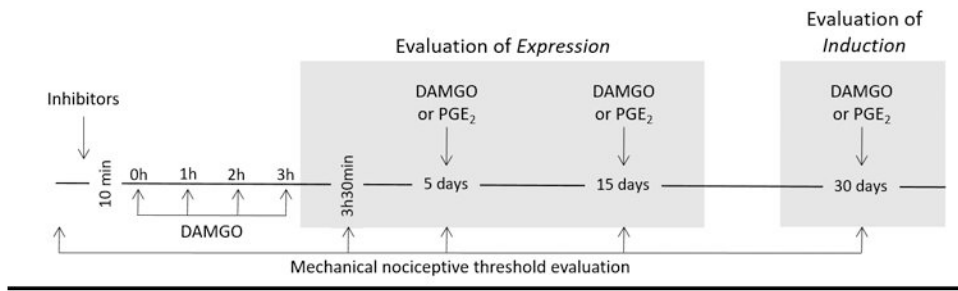 Evaluation of Expression
Evaluation of
Induction
Inhibitors
DAMGO
or PGE₂
DAMGO
or PGE₂
DAMGO
or PGE₂
10 min
0h
1h
2h
3h
3h30min
5 days
15 days
30 days
DAMGO
Mechanical nociceptive threshold evaluation